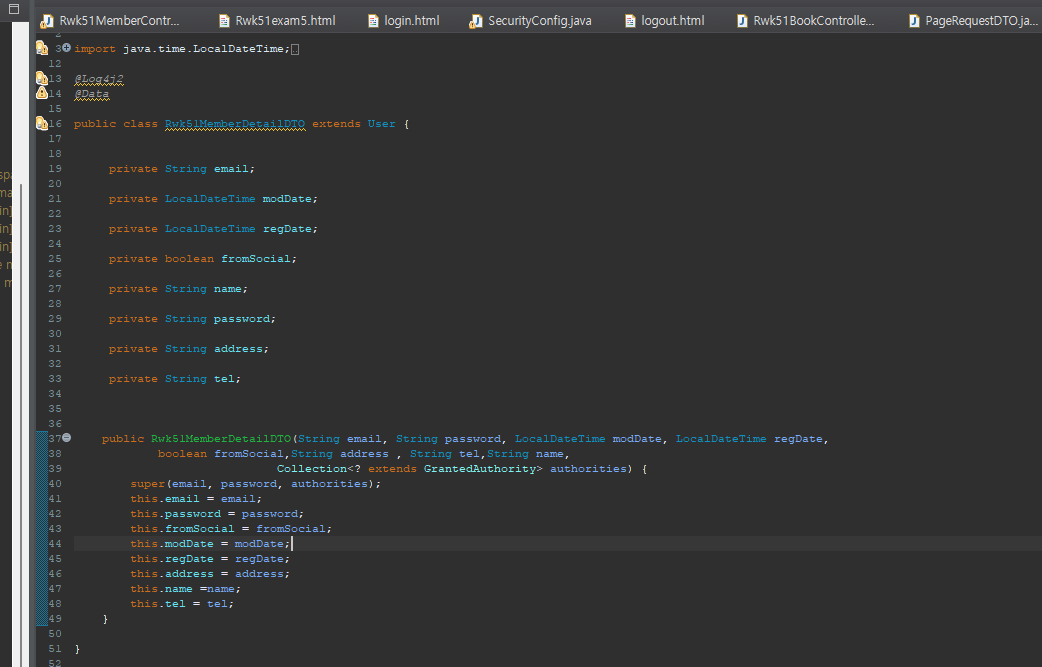 Rwk51MemberContr... Rwk51exam5.html login.html SecurityConfig.java logout.html Rwk51BookControlle... PageRequestDTO.ja...
2
3 import java.time.LocalDateTime;
12
13 @Log4j2
14 @Data
15
16 public class Rwk51MemberDetailDTO extends User {
17
18
19 private String email;
20
21 private LocalDateTime modDate;
22
23 private LocalDateTime regDate;
24
25 private boolean fromSocial;
26
27 private String name;
28
29 private String password;
30
31 private String address;
32
33 private String tel;
34
35
36
37 public Rwk51MemberDetailDTO(String email, String password, LocalDateTime modDate, LocalDateTime regDate,
38 boolean fromSocial,String address , String tel,String name,
39 Collection<? extends GrantedAuthority> authorities) {
40 super(email, password, authorities);
41 this.email = email;
42 this.password = password;
43 this.fromSocial = fromSocial;
44 this.modDate = modDate;
45 this.regDate = regDate;
46 this.address = address;
47 this.name =name;
48 this.tel = tel;
49 }
50
51 }
52